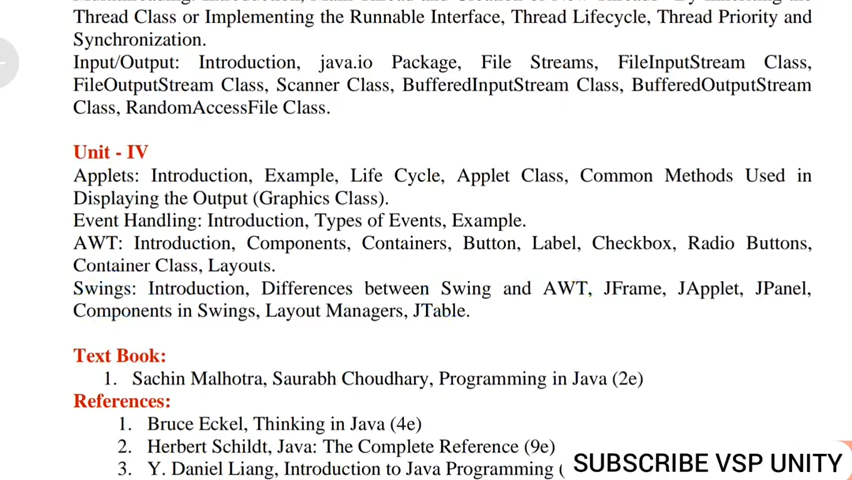 Thread Class or Implementing the Runnable Interface, Thread Lifecycle, Thread Priority and
Synchronization.
Input/Output: Introduction, java.io Package, File Streams, FileInputStream Class,
FileOutputStream Class, Scanner Class, BufferedInputStream Class, BufferedOutputStream
Class, RandomAccessFile Class.
Unit - IV
Applets: Introduction, Example, Life Cycle, Applet Class, Common Methods Used in
Displaying the Output (Graphics Class).
Event Handling: Introduction, Types of Events, Example.
AWT: Introduction, Components, Containers, Button, Label, Checkbox, Radio Buttons,
Container Class, Layouts.
Swings: Introduction, Differences between Swing and AWT, JFrame, JApplet, JPanel,
Components in Swings, Layout Managers, JTable.
Text Book:
1. Sachin Malhotra, Saurabh Choudhary, Programming in Java (2e)
References:
1. Bruce Eckel, Thinking in Java (4e)
2. Herbert Schildt, Java: The Complete Reference (9e)
3. Y. Daniel Liang, Introduction to Java Programming (
SUBSCRIBE VSP UNITY